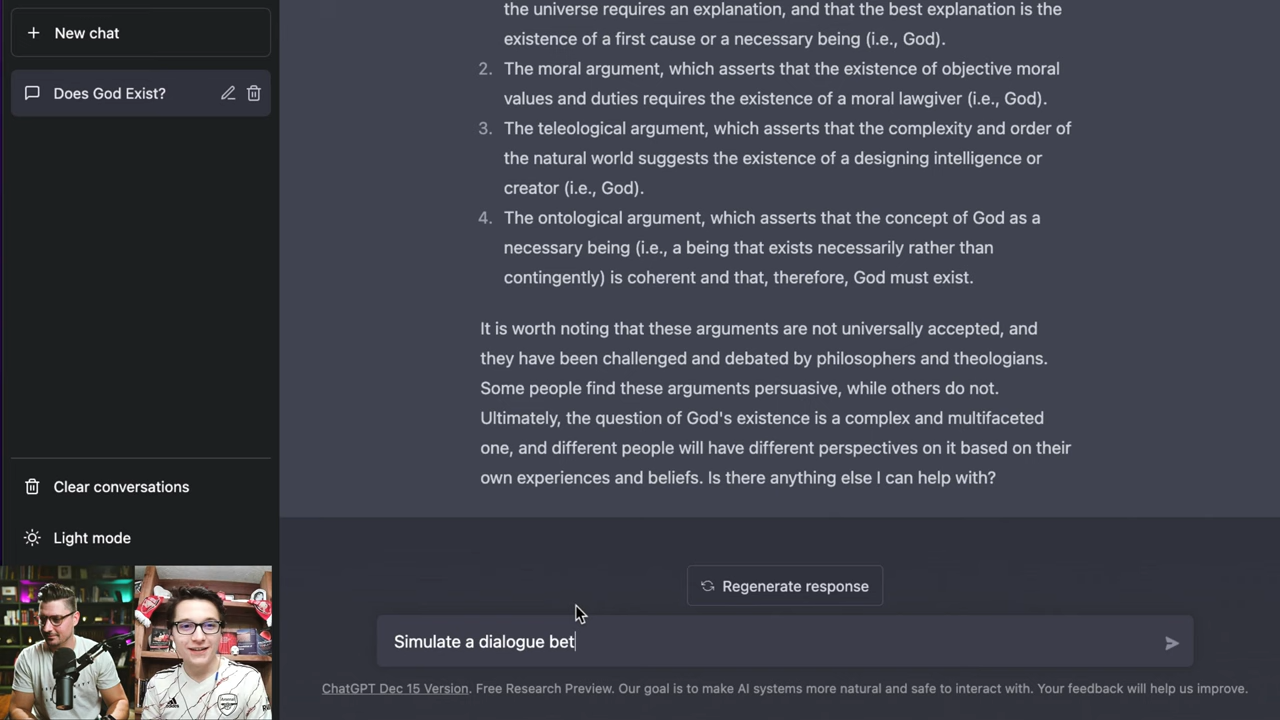 New chat
Does God Exist?
Clear conversations
Light mode
the universe requires an explanation, and that the best explanation is the
existence of a first cause or a necessary being (i.e., God).
2. The moral argument, which asserts that the existence of objective moral
values and duties requires the existence of a moral lawgiver (i.e., God).
3. The teleological argument, which asserts that the complexity and order of
the natural world suggests the existence of a designing intelligence or
creator (i.e., God).
4. The ontological argument, which asserts that the concept of God as a
necessary being (i.e., a being that exists necessarily rather than
contingently) is coherent and that, therefore, God must exist.
It is worth noting that these arguments are not universally accepted, and
they have been challenged and debated by philosophers and theologians.
Some people find these arguments persuasive, while others do not.
Ultimately, the question of God's existence is a complex and multifaceted
one, and different people will have different perspectives on it based on their
own experiences and beliefs. Is there anything else I can help with?
Regenerate response
Simulate a dialogue bet
ChatGPT Dec 15 Version. Free Research Preview. Our goal is to make AI systems more natural and safe to interact with. Your feedback will help us improve.